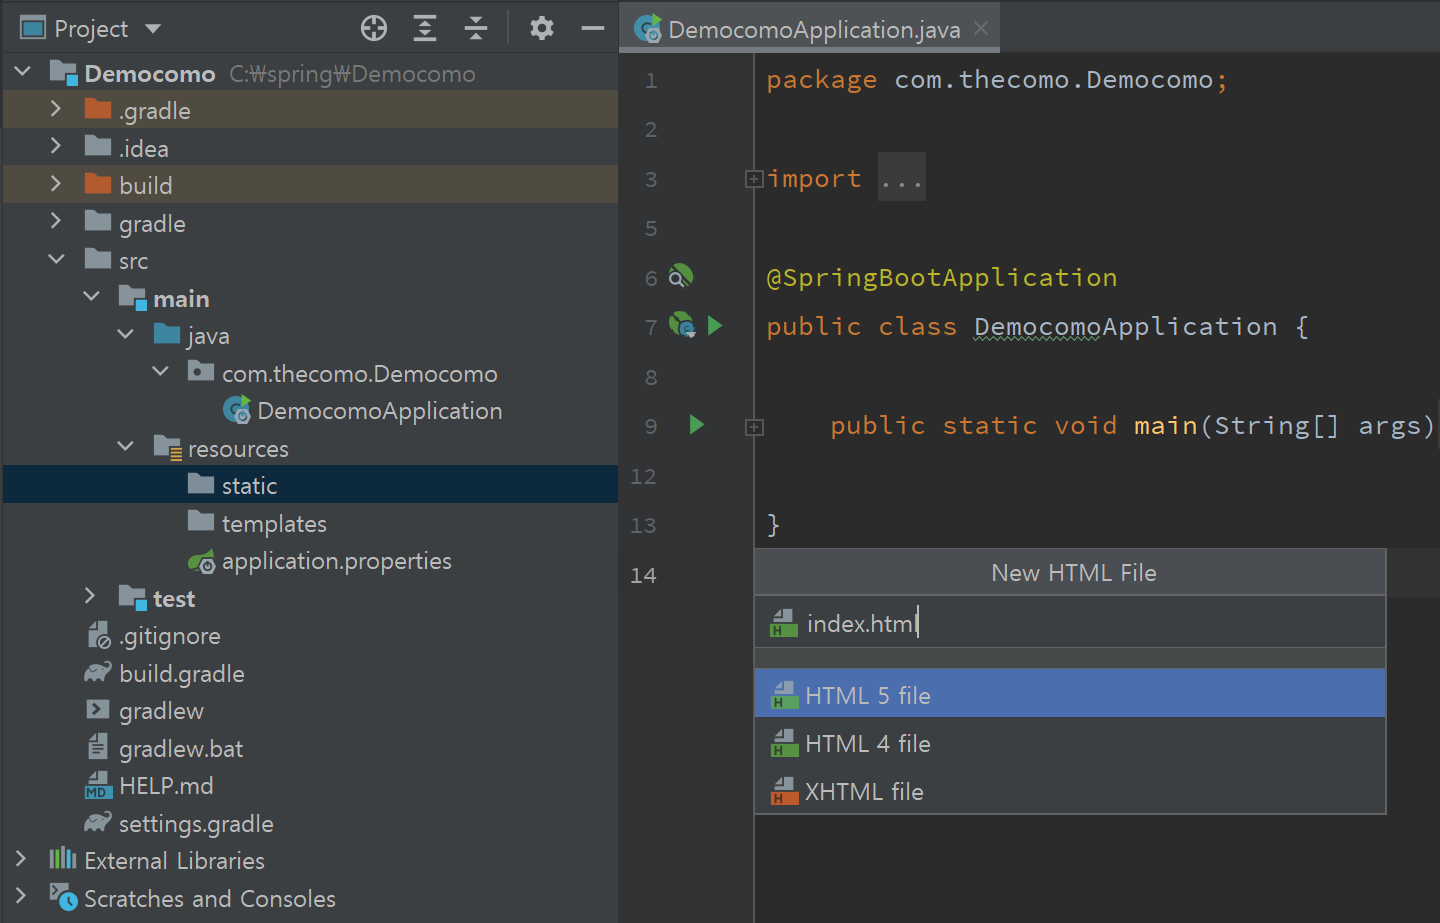 Project
Democomo C:₩spring₩Democomo
.gradle
.idea
build
gradle
src
main
java
com.thecomo.Democomo
DemocomoApplication
resources
static
templates
application.properties
test
.gitignore
build.gradle
gradlew
gradlew.bat
HELP.md
settings.gradle
External Libraries
Scratches and Consoles
DemocomoApplication.java
1 package com.thecomo.Democomo;
2
3 import ...
5
6 @SpringBootApplication
7 public class DemocomoApplication {
8
9 public static void main(String[] args)
12
13 }
14
New HTML File
index.html
HTML 5 file
HTML 4 file
XHTML file